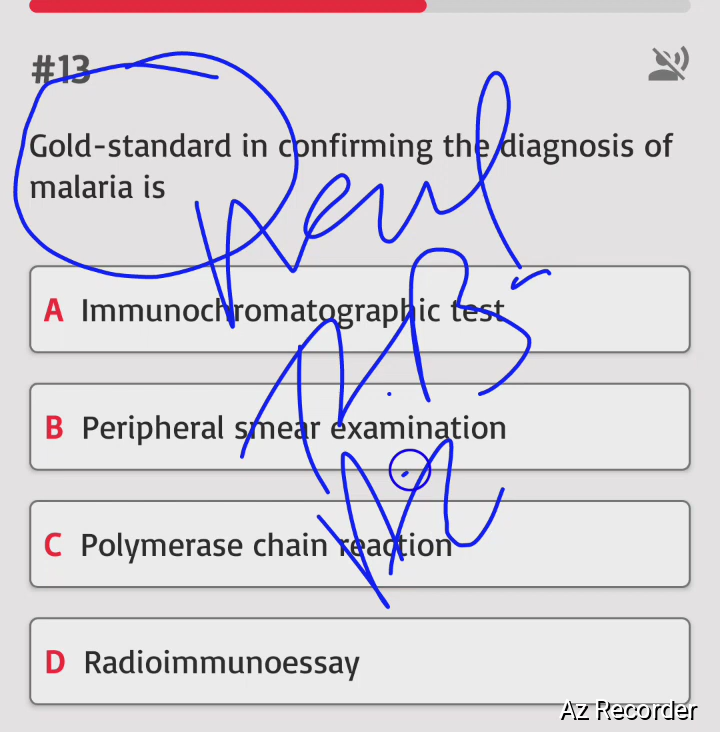 #13
Gold-standard in confirming the diagnosis of
malaria is
A Immunochromatographic test
B Peripheral smear examination
C Polymerase chain reaction
D Radioimmunoessay
Az Recorder